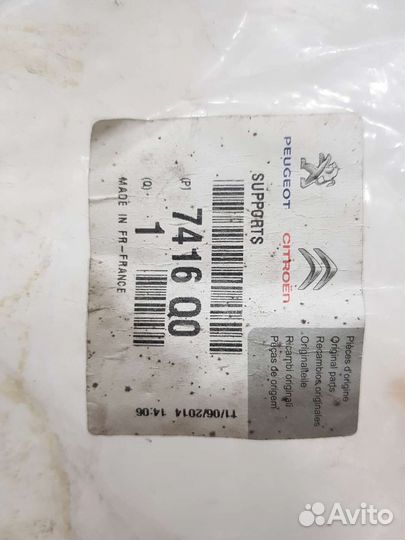 PEUGEOT CITROËN
SUPPORTS
(P) 7416 Q0
(Q) 1
MADE IN FR-FRANCE
Pièces d'origine
Original parts
Recambios originales
Originalteile
Ricambi originali
Peças de origem
11/06/2014 14:06
Avito